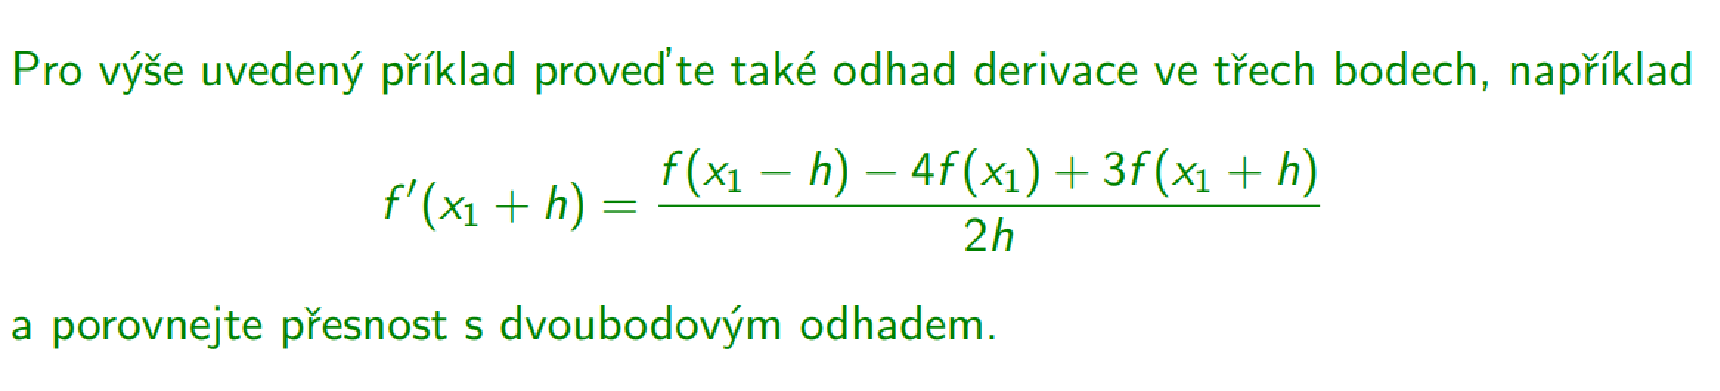 Pro výše uvedený příklad proveďte také odhad derivace ve třech bodech, například
f′(x₁ + h) = \frac{f(x₁ − h) − 4f(x₁) + 3f(x₁ + h)}{2h}
a porovnejte přesnost s dvoubodovým odhadem.